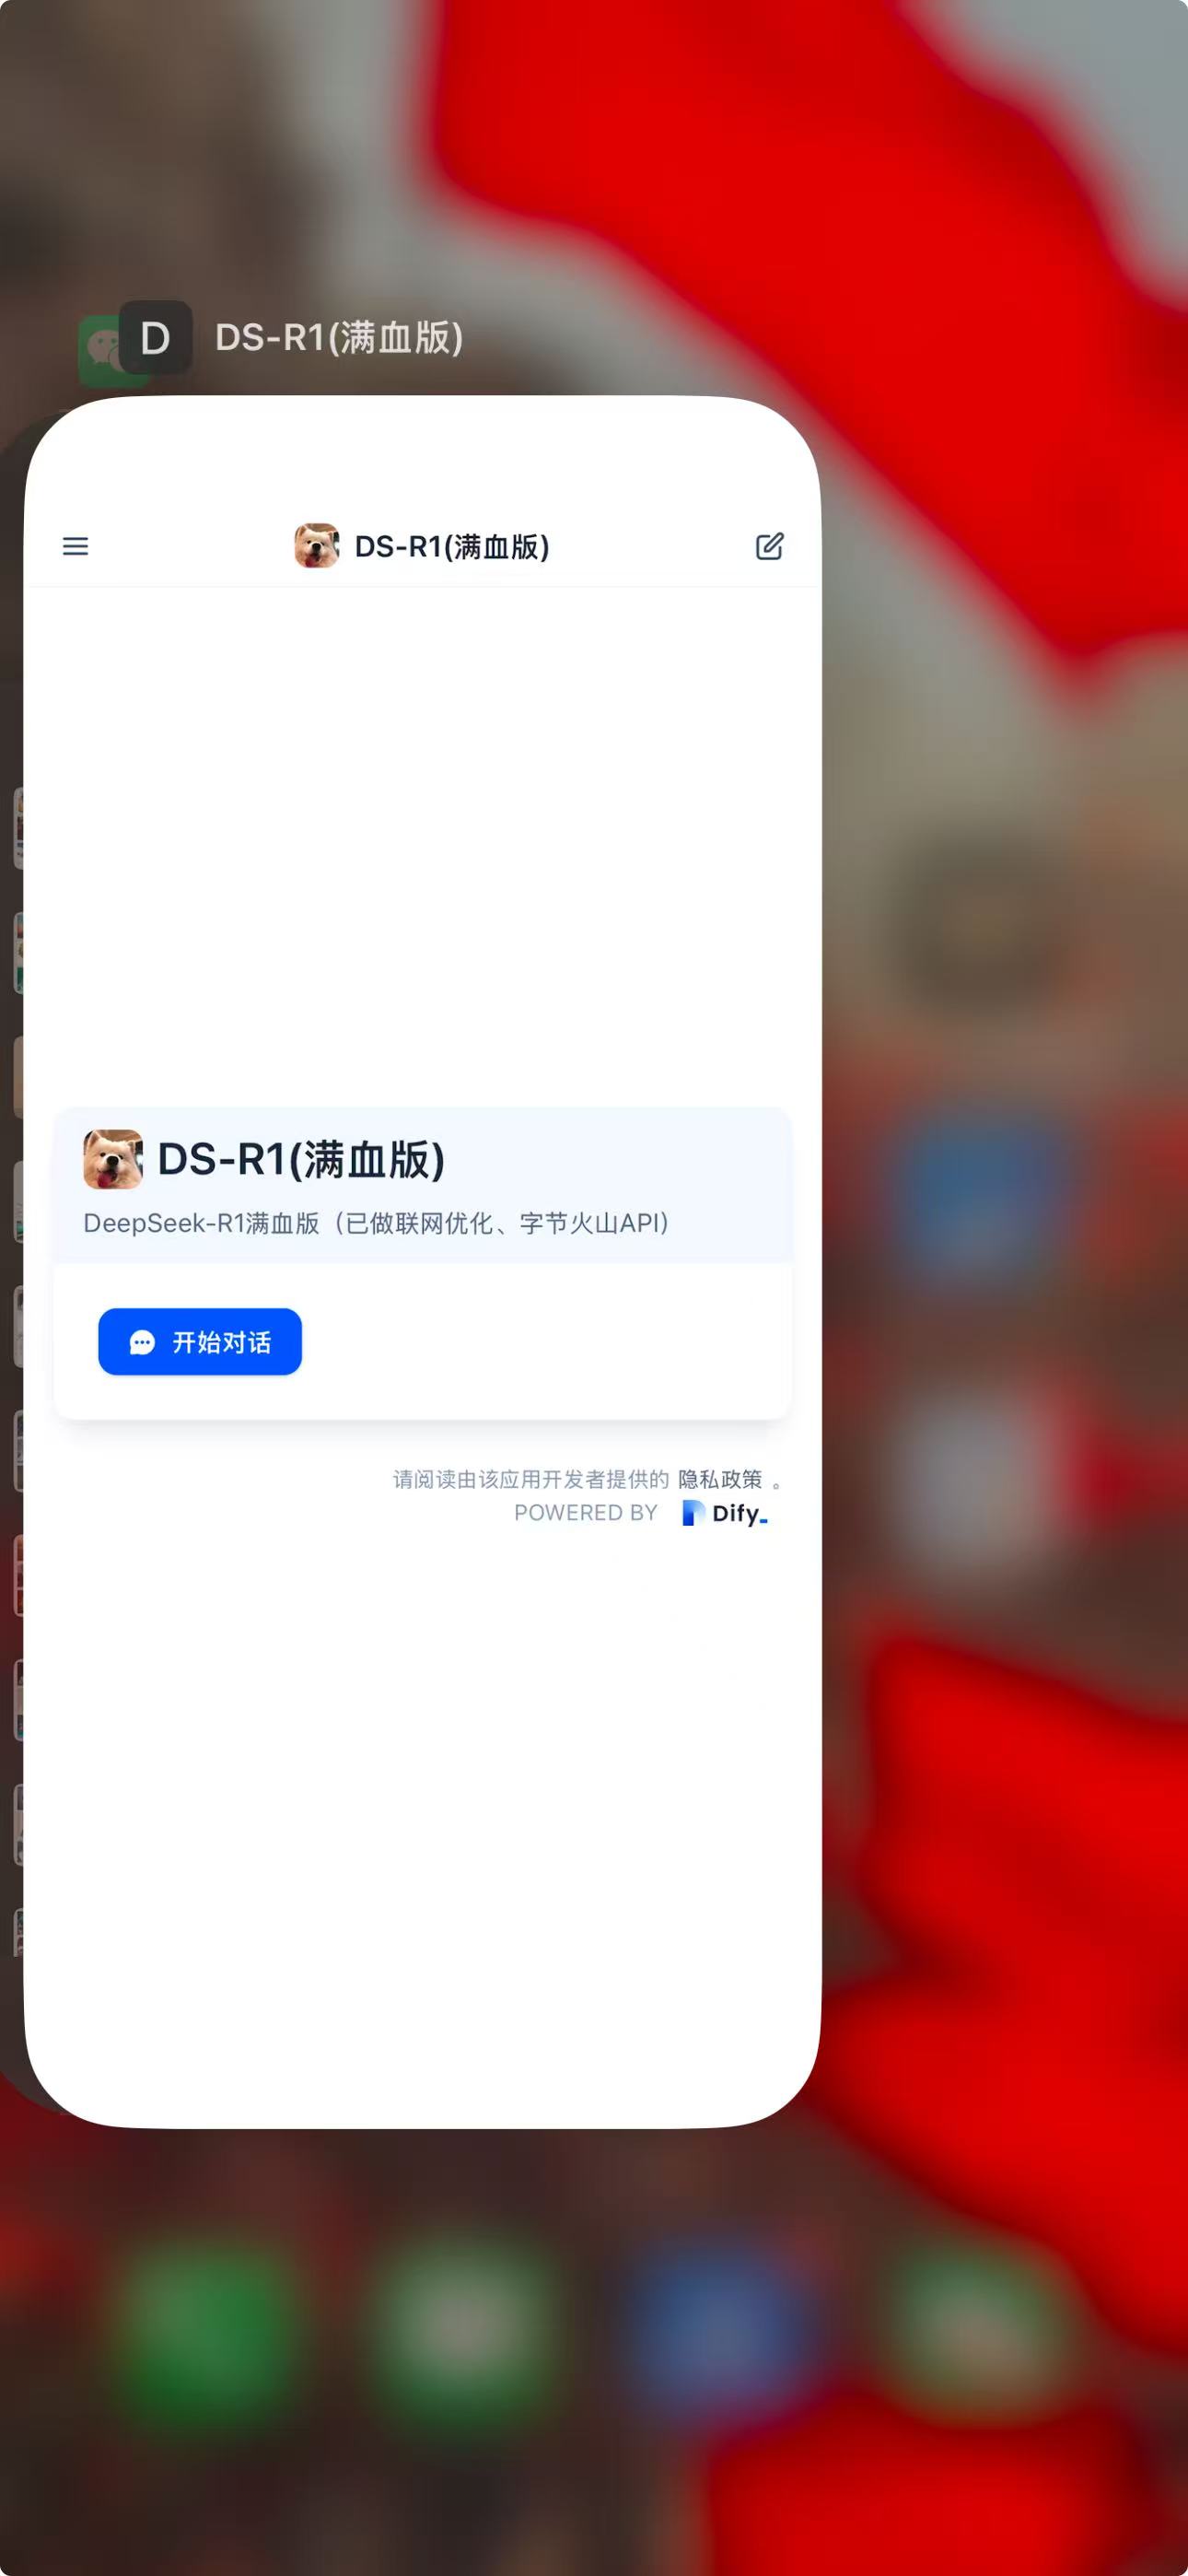 D DS-R1(满血版)
DS-R1(满血版)
DS-R1(满血版)
DeepSeek-R1满血版（已做联网优化、字节火山API）
开始对话
请阅读由该应用开发者提供的 隐私政策 。
POWERED BY Dify_